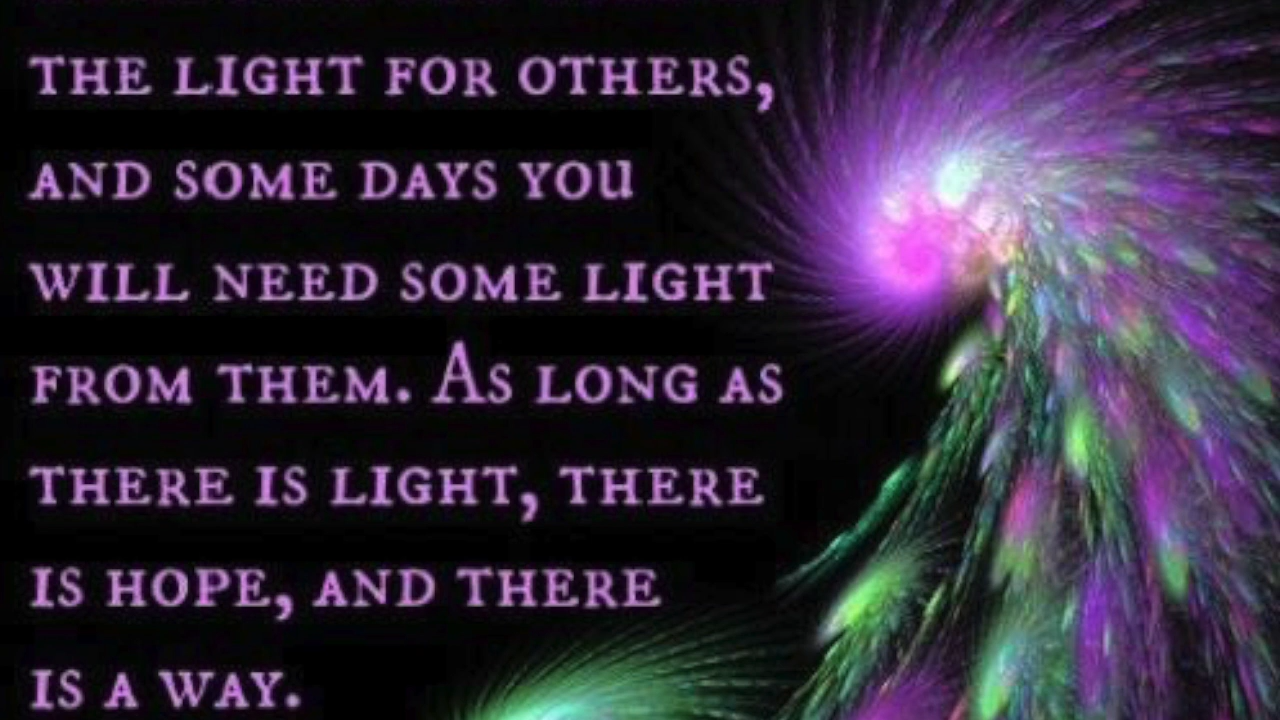 THE LIGHT FOR OTHERS,
AND SOME DAYS YOU
WILL NEED SOME LIGHT
FROM THEM. AS LONG AS
THERE IS LIGHT, THERE
IS HOPE, AND THERE
IS A WAY.